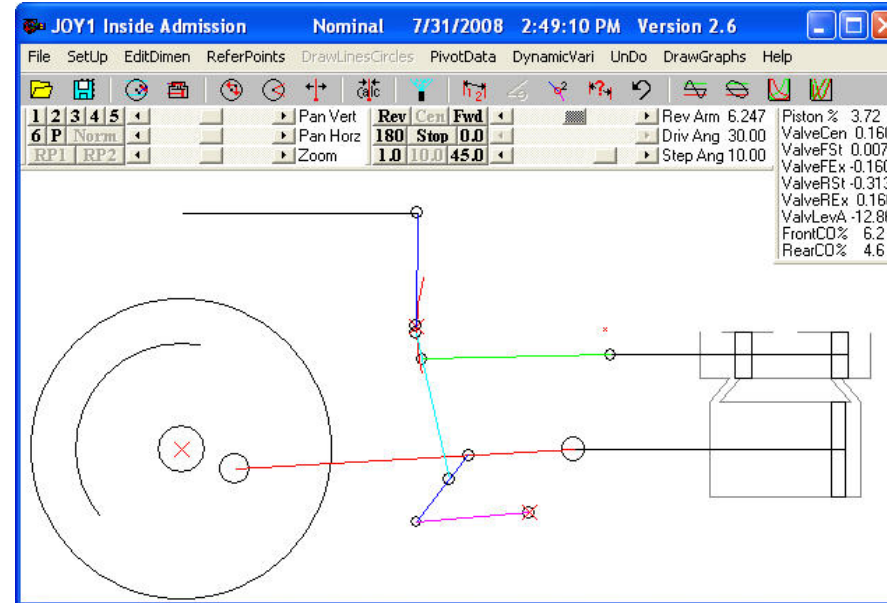 JOY1 Inside Admission Nominal 7/31/2008 2:49:10 PM Version 2.6
File SetUp EditDimen ReferPoints DrawLinesCircles PivotData DynamicVari UnDo DrawGraphs Help
calc
1 2 3 4 5 Pan Vert Rev Cen Fwd Rev Arm 6.247
6 P Norm Pan Horz 180 Stop 0.0 Driv Ang 30.00
RP1 RP2 Zoom 1.0 10.0 45.0 Step Ang 10.00
Piston % 3.72
ValveCen 0.160
ValveFSt 0.007
ValveFEx -0.160
ValveRSt -0.313
ValveREx 0.160
ValvLevA -12.80
FrontCO% 6.2
RearCO% 4.6